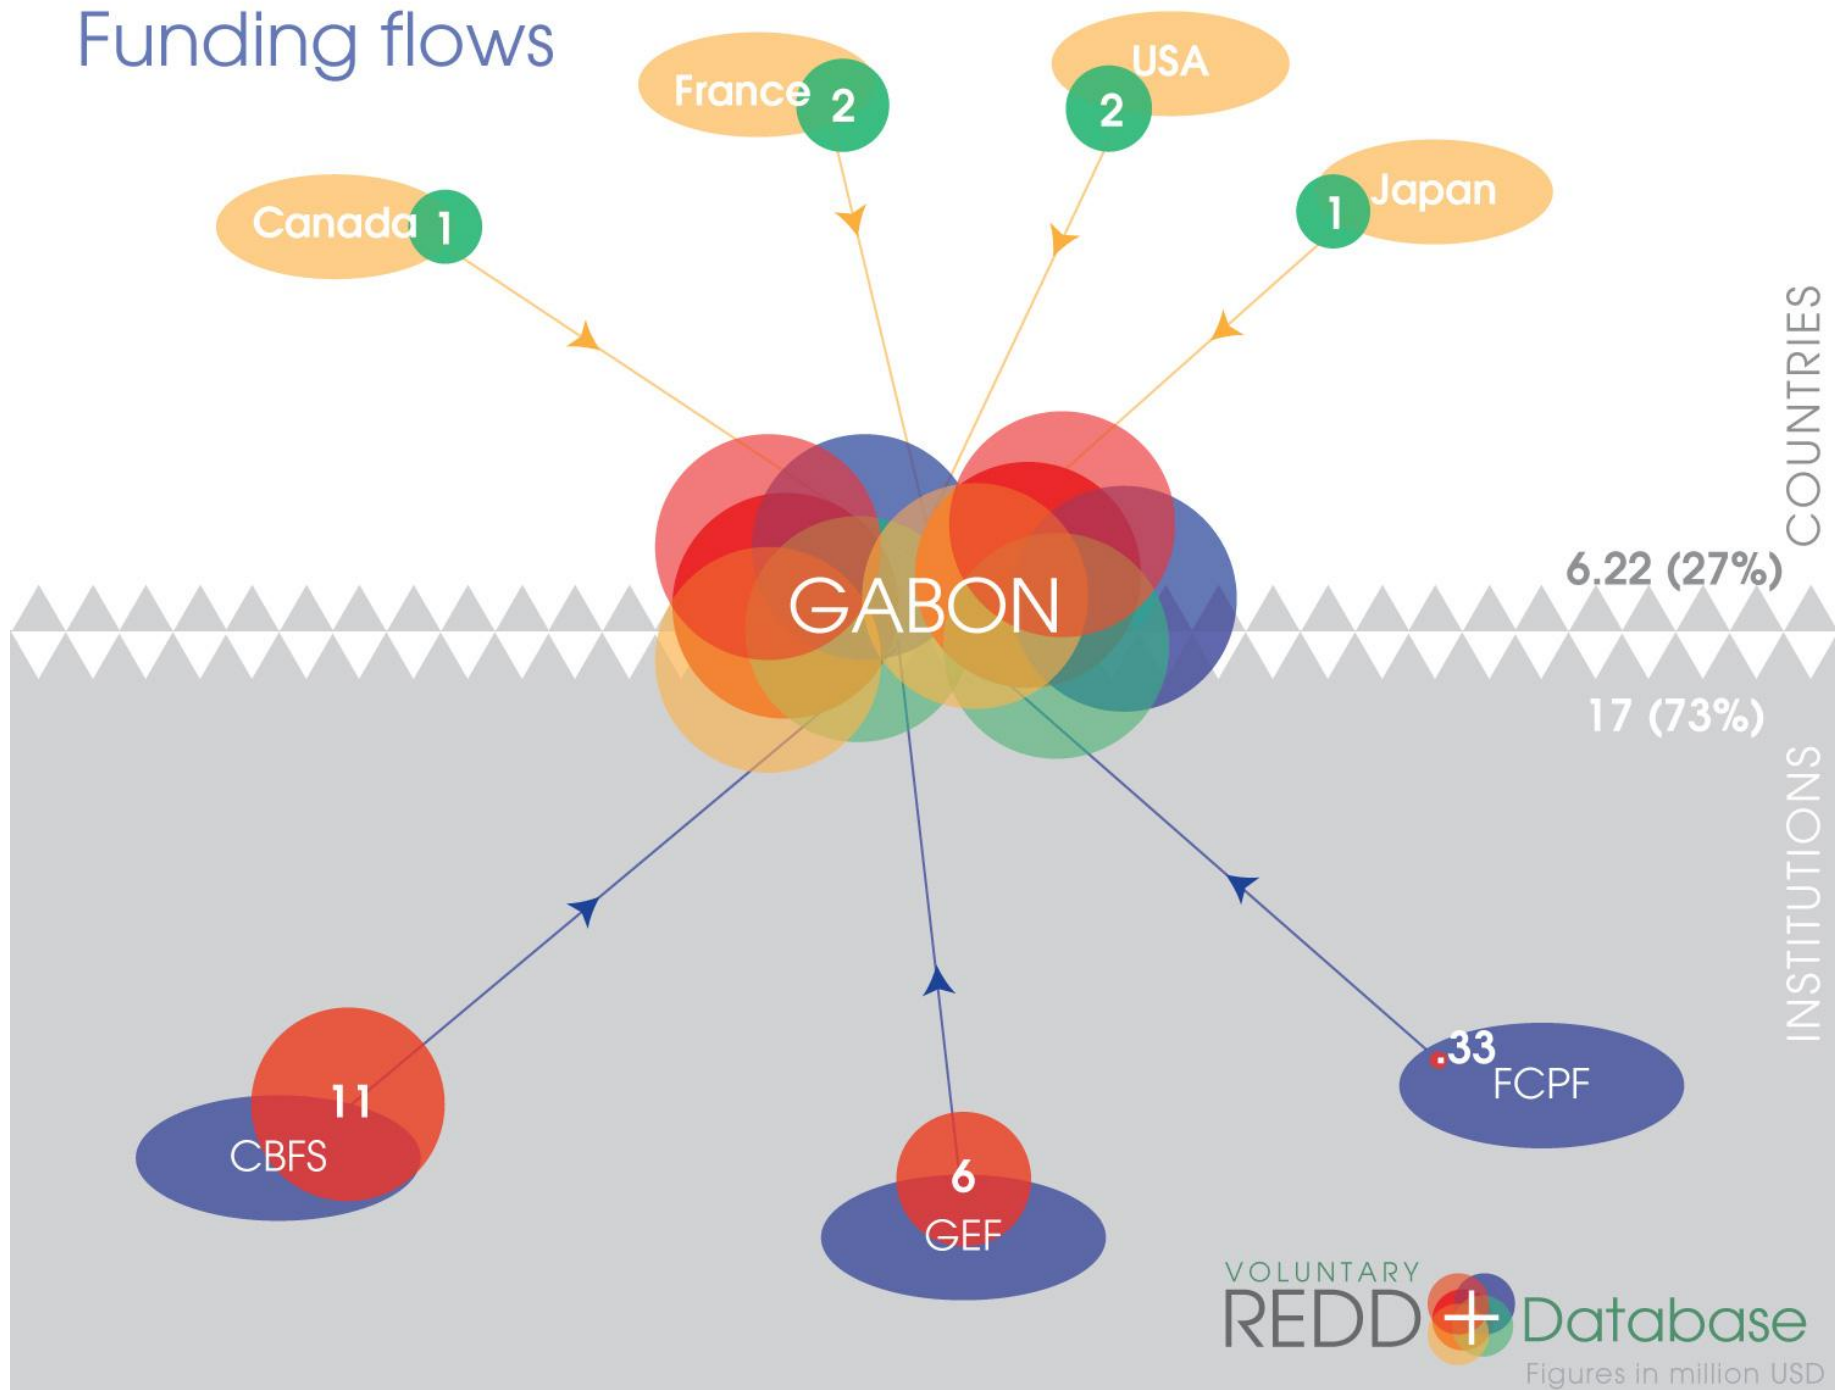 Funding flows
France 2
USA
2
Canada 1
1 Japan
COUNTRIES
6.22 (27%)
GABON
17 (73%)
INSTITUTIONS
.33
FCPF
11
CBFS
6
GEF
VOLUNTARY
REDD+ Database
Figures in million USD